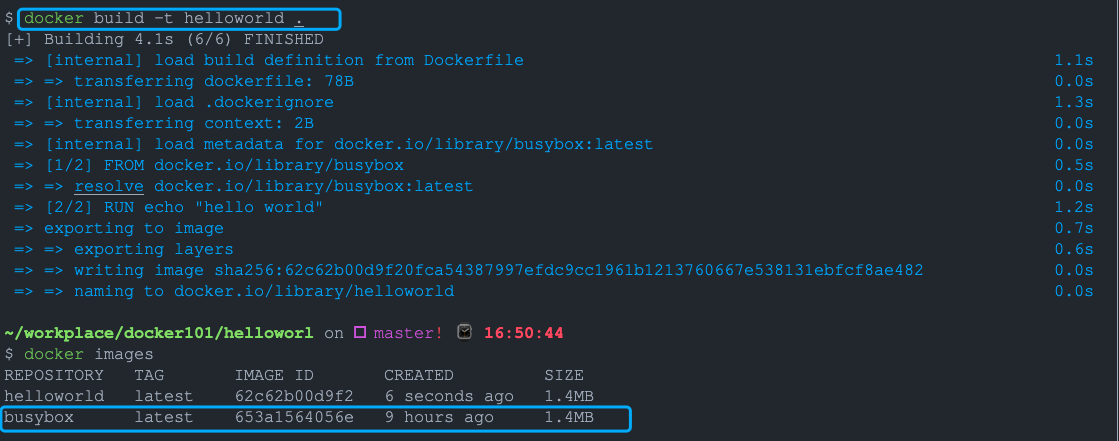 $ docker build -t helloworld .
[+] Building 4.1s (6/6) FINISHED
=> [internal] load build definition from Dockerfile 1.1s
=> => transferring dockerfile: 78B 0.0s
=> [internal] load .dockerignore 1.3s
=> => transferring context: 2B 0.0s
=> [internal] load metadata for docker.io/library/busybox:latest 0.0s
=> [1/2] FROM docker.io/library/busybox 0.5s
=> => resolve docker.io/library/busybox:latest 0.0s
=> [2/2] RUN echo "hello world" 1.2s
=> exporting to image 0.7s
=> => exporting layers 0.6s
=> => writing image sha256:62c62b00d9f20fca54387997efdc9cc1961b1213760667e538131ebfcf8ae482 0.0s
=> => naming to docker.io/library/helloworld 0.0s
~/workplace/docker101/helloworl on master! 16:50:44
$ docker images
REPOSITORY TAG IMAGE ID CREATED SIZE
helloworld latest 62c62b00d9f2 6 seconds ago 1.4MB
busybox latest 653a1564056e 9 hours ago 1.4MB